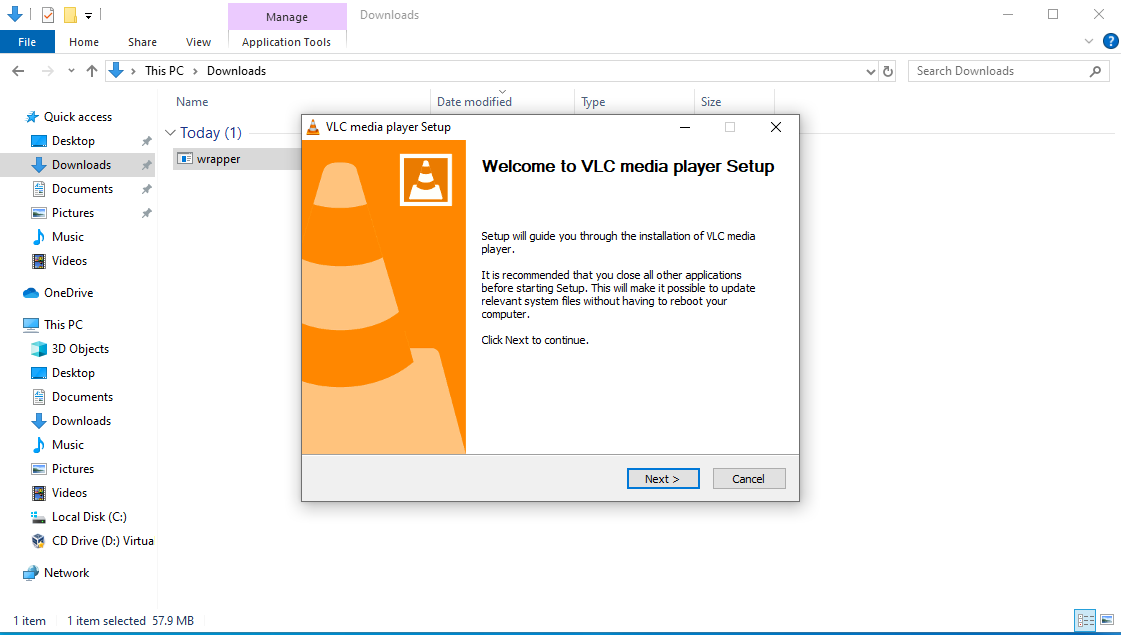 Manage
Downloads
File
Home
Share
View
Application Tools
?
This PC
Downloads
Search Downloads
Name
Date modified
Type
Size
Quick access
Desktop
Downloads
Documents
Pictures
Music
Videos
OneDrive
This PC
3D Objects
Desktop
Documents
Downloads
Music
Pictures
Videos
Local Disk (C:)
CD Drive (D:) Virtua
Network
Today (1)
wrapper
VLC media player Setup
Welcome to VLC media player Setup
Setup will guide you through the installation of VLC media
player.
It is recommended that you close all other applications
before starting Setup. This will make it possible to update
relevant system files without having to reboot your
computer.
Click Next to continue.
Next >
Cancel
1 item
1 item selected 57.9 MB